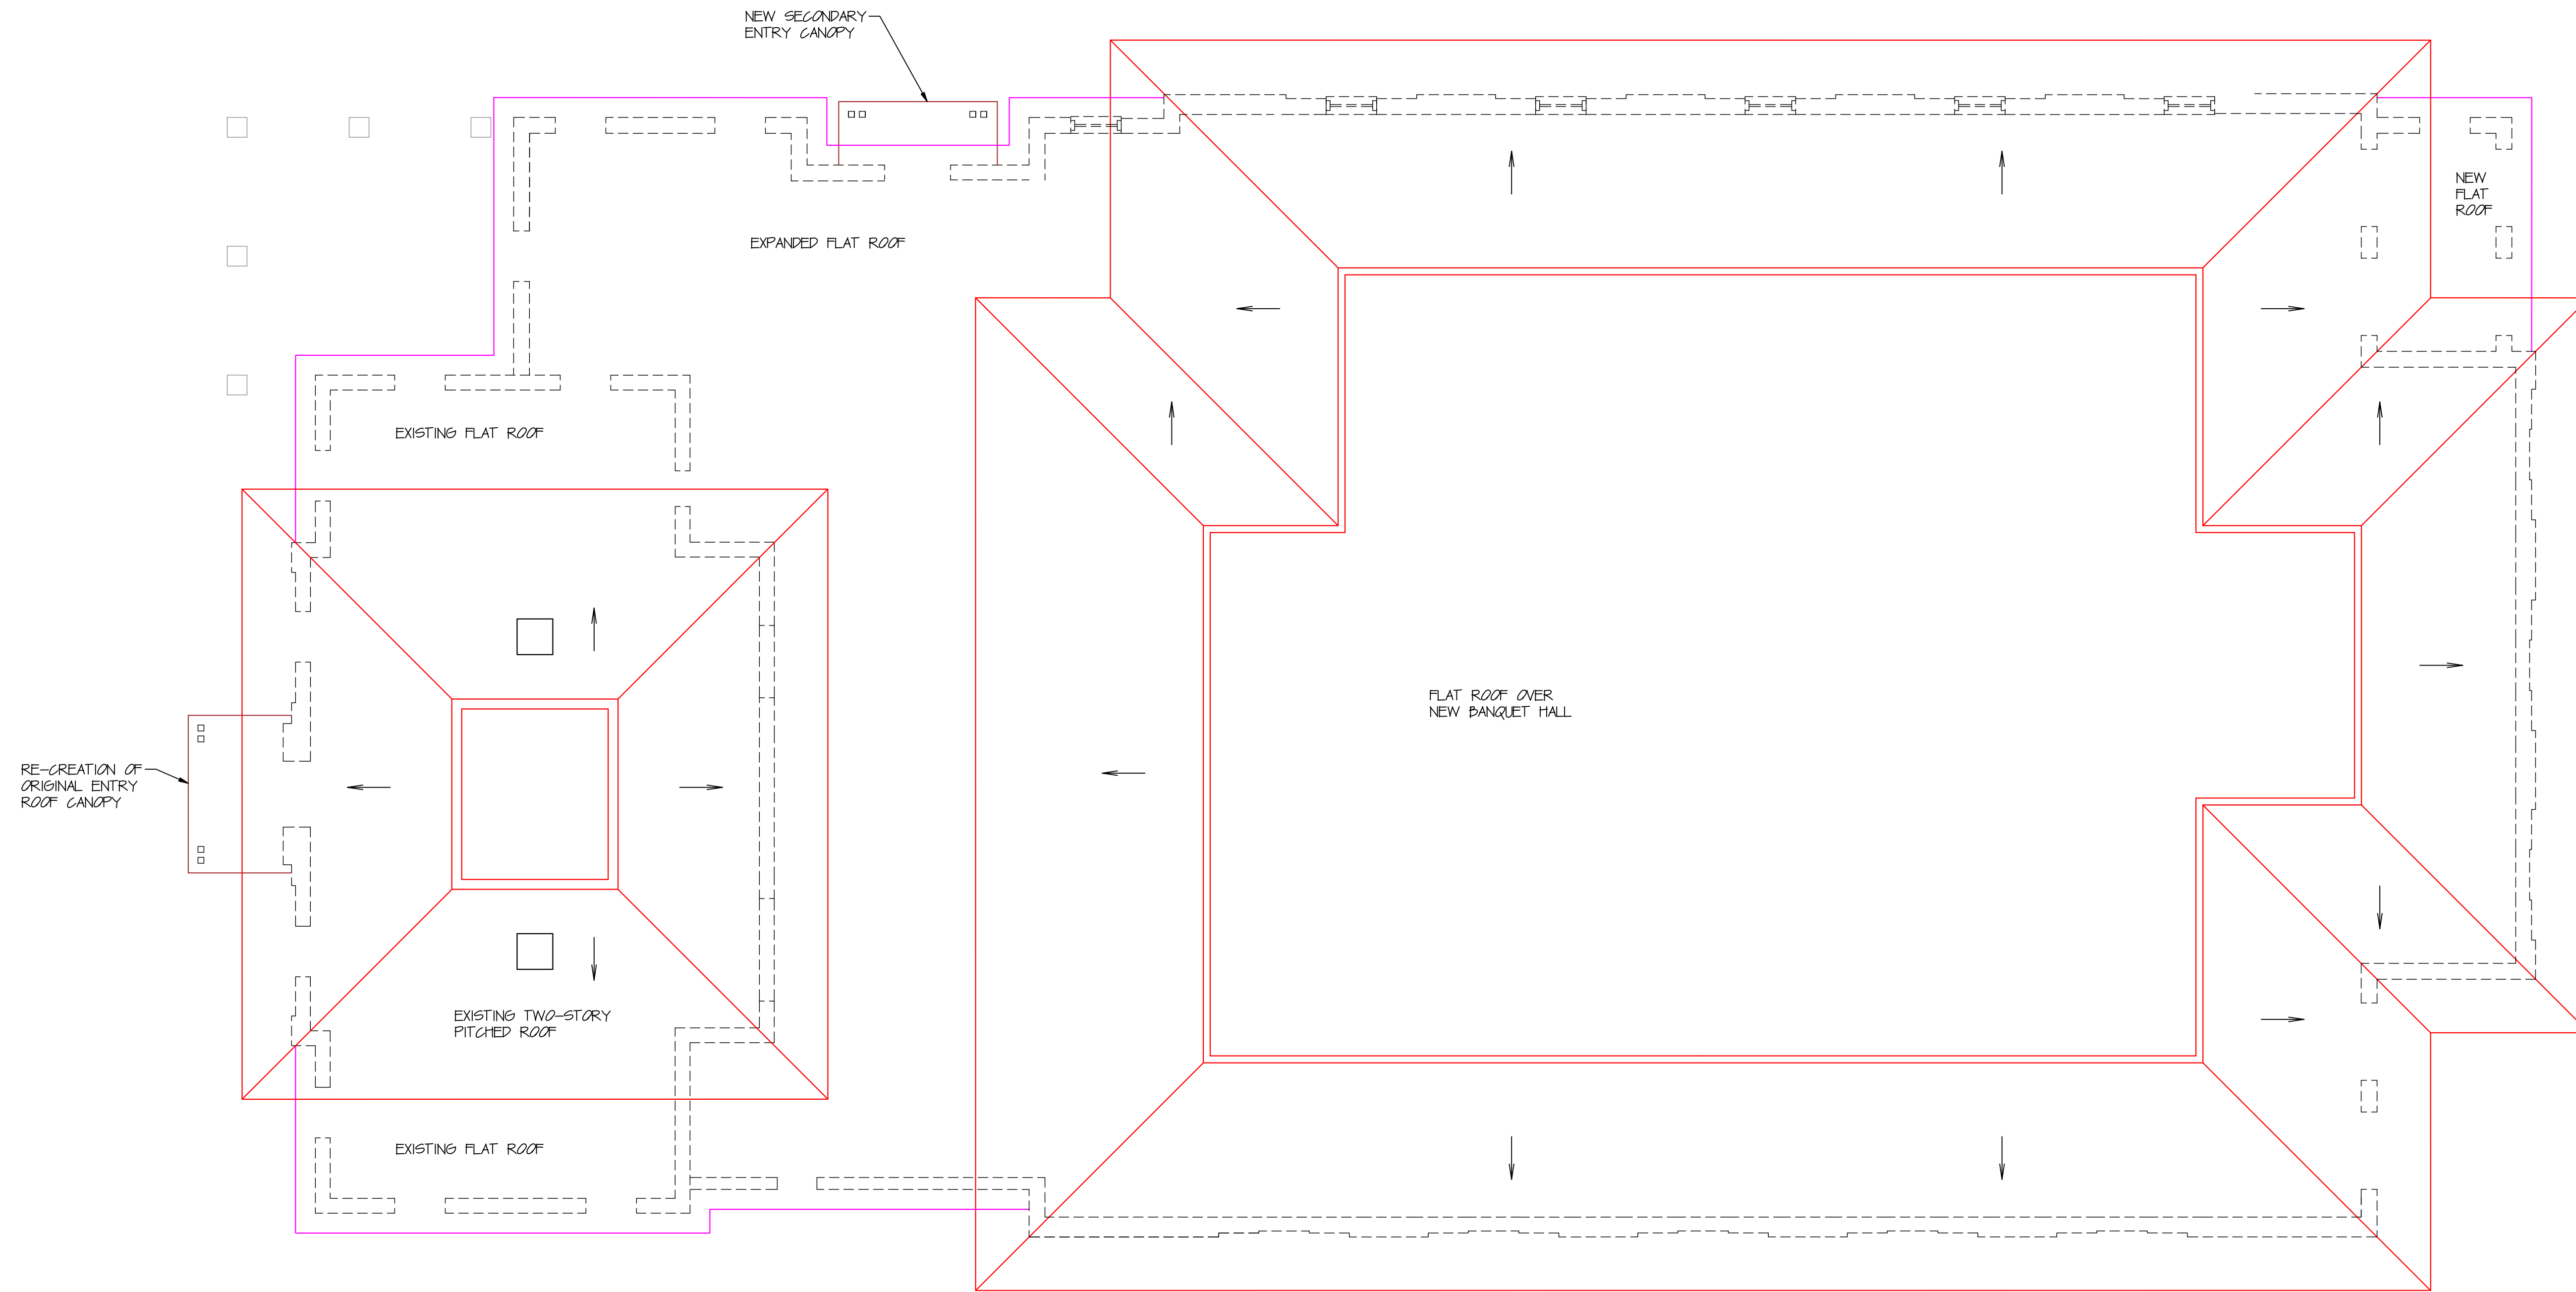 NEW SECONDARY
ENTRY CANOPY
NEW
FLAT
ROOF
EXPANDED FLAT ROOF
EXISTING FLAT ROOF
FLAT ROOF OVER
NEW BANQUET HALL
RE-CREATION OF
ORIGINAL ENTRY
ROOF CANOPY
EXISTING TWO-STORY
PITCHED ROOF
EXISTING FLAT ROOF